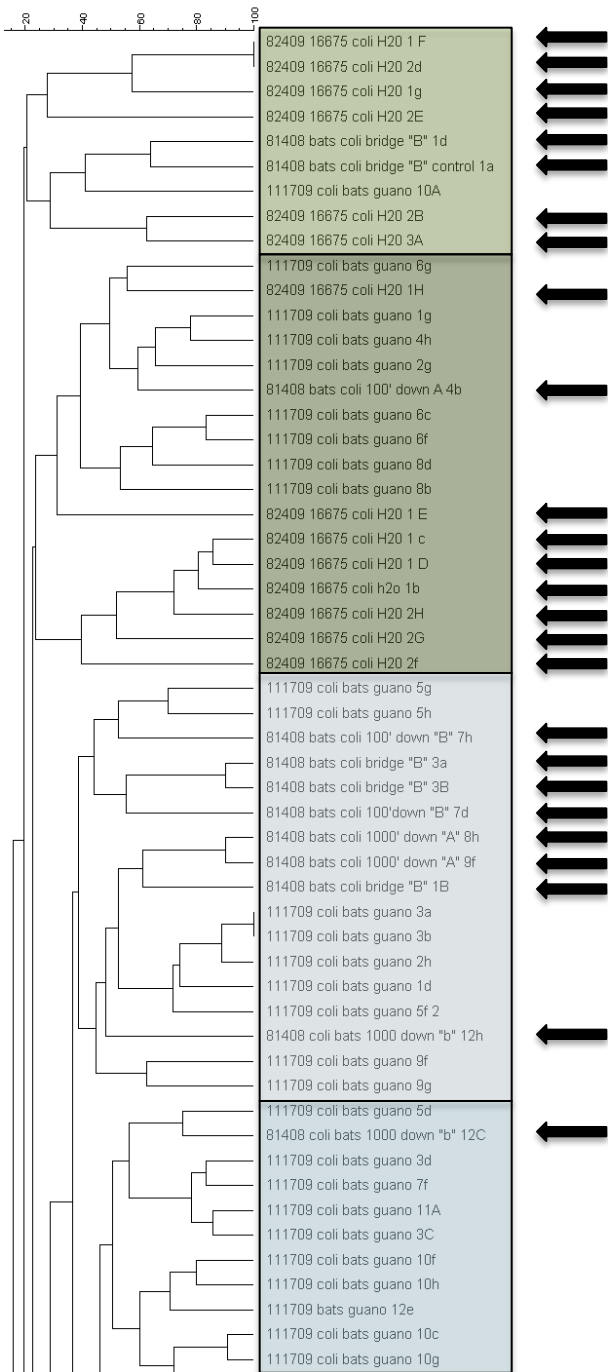 20
40
60
80
100
82409 16675 coli H20 1 F
82409 16675 coli H20 2d
82409 16675 coli H20 1g
82409 16675 coli H20 2E
81408 bats coli bridge "B" 1d
81408 bats coli bridge "B" control 1a
111709 coli bats guano 10A
82409 16675 coli H20 2B
82409 16675 coli H20 3A
111709 coli bats guano 6g
82409 16675 coli H20 1H
111709 coli bats guano 1g
111709 coli bats guano 4h
111709 coli bats guano 2g
81408 bats coli 100' down A 4b
111709 coli bats guano 6c
111709 coli bats guano 6f
111709 coli bats guano 8d
111709 coli bats guano 8b
82409 16675 coli H20 1 E
82409 16675 coli H20 1 c
82409 16675 coli H20 1 D
82409 16675 coli h2o 1b
82409 16675 coli H20 2H
82409 16675 coli H20 2G
82409 16675 coli H20 2f
111709 coli bats guano 5g
111709 coli bats guano 5h
81408 bats coli 100' down "B" 7h
81408 bats coli bridge "B" 3a
81408 bats coli bridge "B" 3B
81408 bats coli 100'down "B" 7d
81408 bats coli 1000' down "A" 8h
81408 bats coli 1000' down "A" 9f
81408 bats coli bridge "B" 1B
111709 coli bats guano 3a
111709 coli bats guano 3b
111709 coli bats guano 2h
111709 coli bats guano 1d
111709 coli bats guano 5f 2
81408 coli bats 1000 down "b" 12h
111709 coli bats guano 9f
111709 coli bats guano 9g
111709 coli bats guano 5d
81408 coli bats 1000 down "b" 12C
111709 coli bats guano 3d
111709 coli bats guano 7f
111709 coli bats guano 11A
111709 coli bats guano 3C
111709 coli bats guano 10f
111709 coli bats guano 10h
111709 bats guano 12e
111709 coli bats guano 10c
111709 coli bats guano 10g